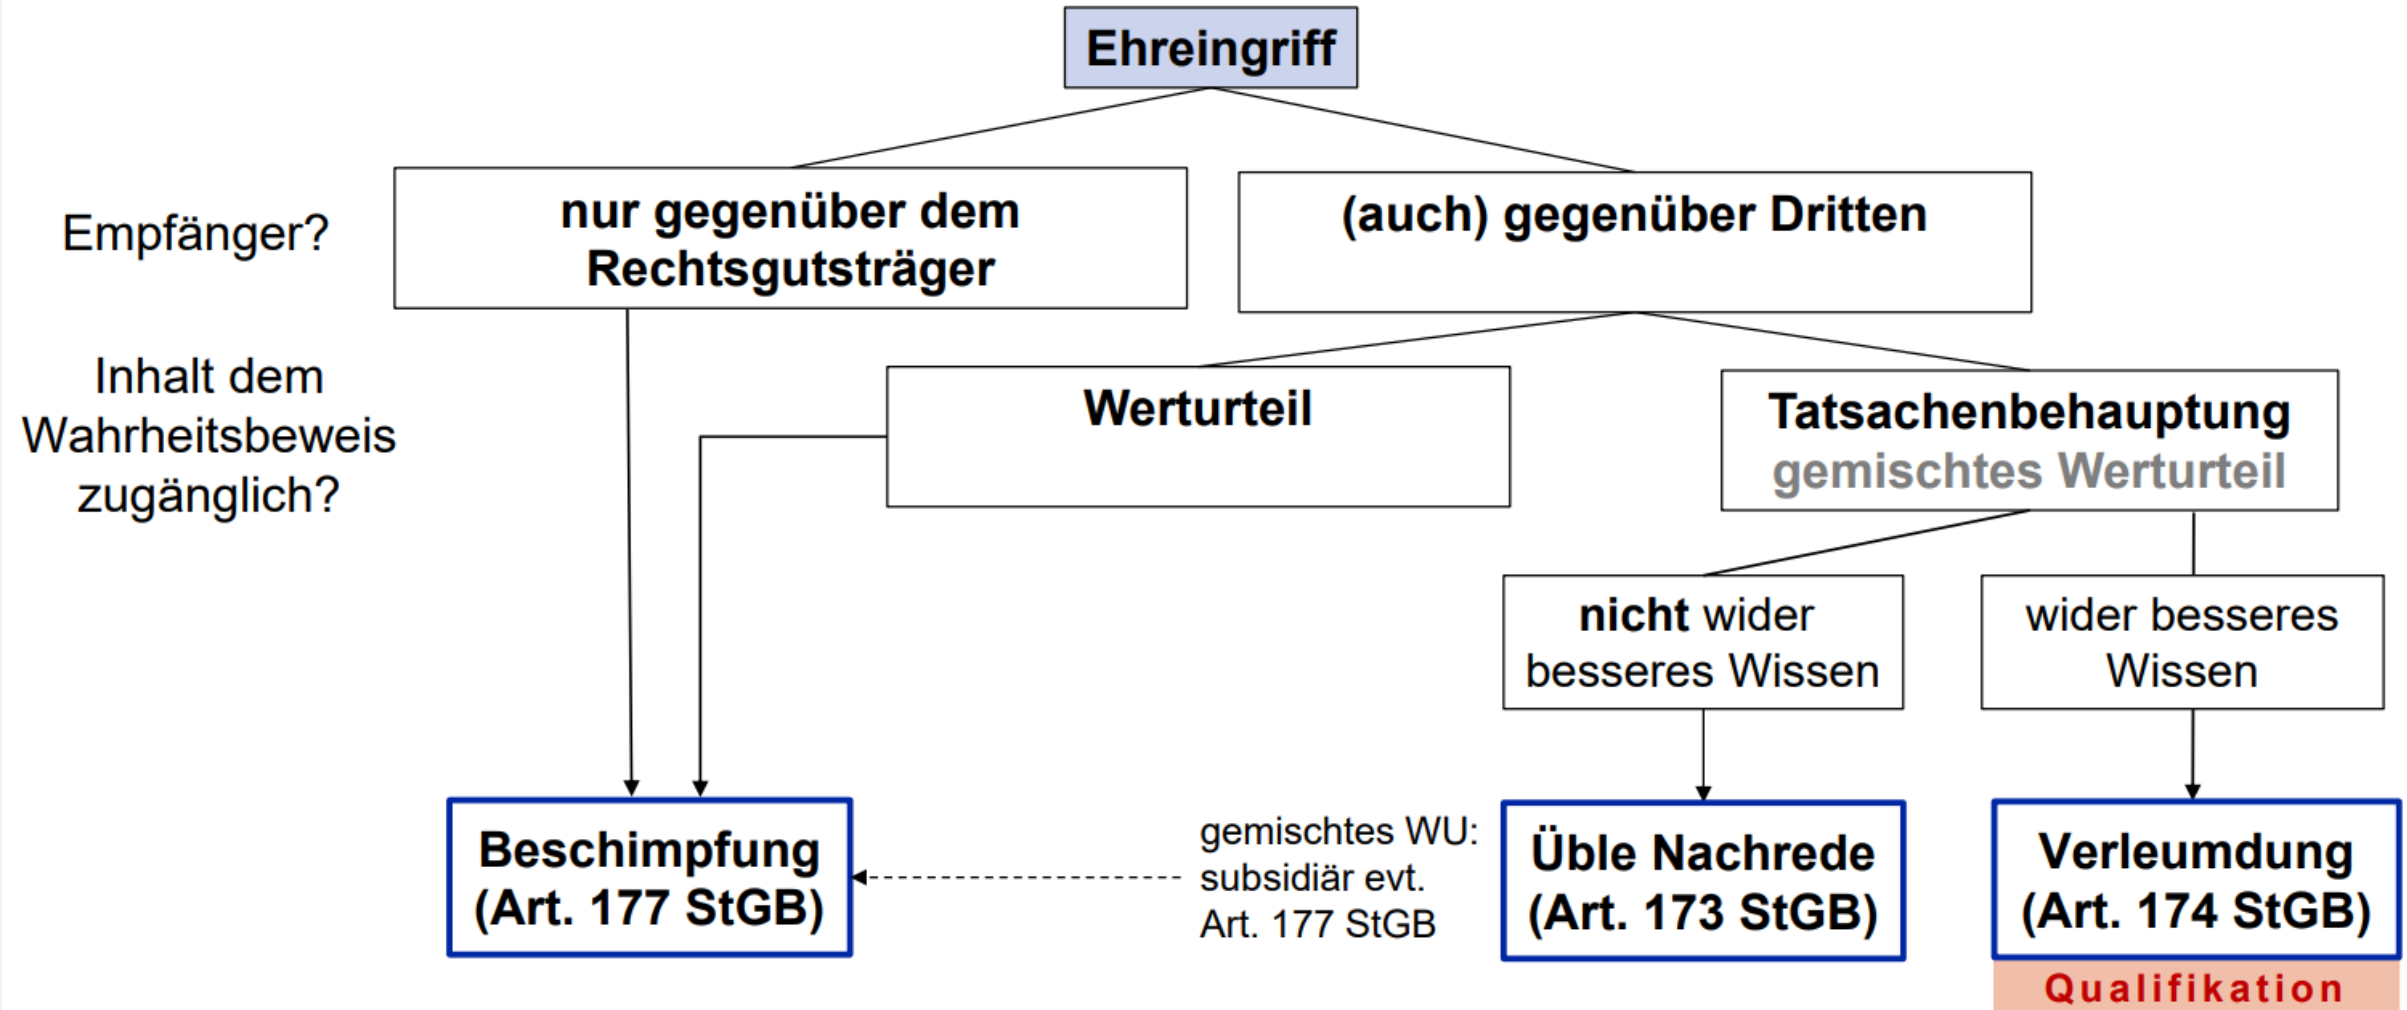 Ehreingriff
Empfänger?
nur gegenüber dem
Rechtsgutsträger
(auch) gegenüber Dritten
Inhalt dem
Wahrheitsbeweis
zugänglich?
Werturteil
Tatsachenbehauptung
gemischtes Werturteil
nicht wider
besseres Wissen
wider besseres
Wissen
Beschimpfung
(Art. 177 StGB)
gemischtes WU:
subsidiär evt.
Art. 177 StGB
Üble Nachrede
(Art. 173 StGB)
Verleumdung
(Art. 174 StGB)
Qualifikation